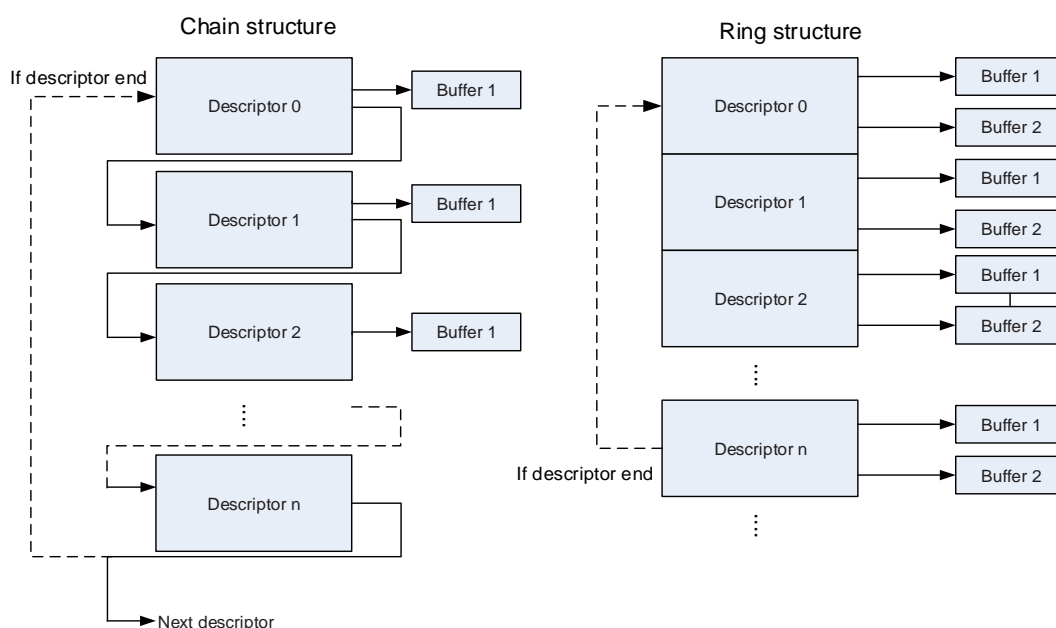 Chain structure
If descriptor end
Descriptor 0
Buffer 1
Descriptor 1
Buffer 1
Descriptor 2
Buffer 1
Descriptor n
Next descriptor
Ring structure
Descriptor 0
Buffer 1
Buffer 2
Descriptor 1
Buffer 1
Buffer 2
Descriptor 2
Buffer 1
Buffer 2
Descriptor n
Buffer 1
Buffer 2
If descriptor end